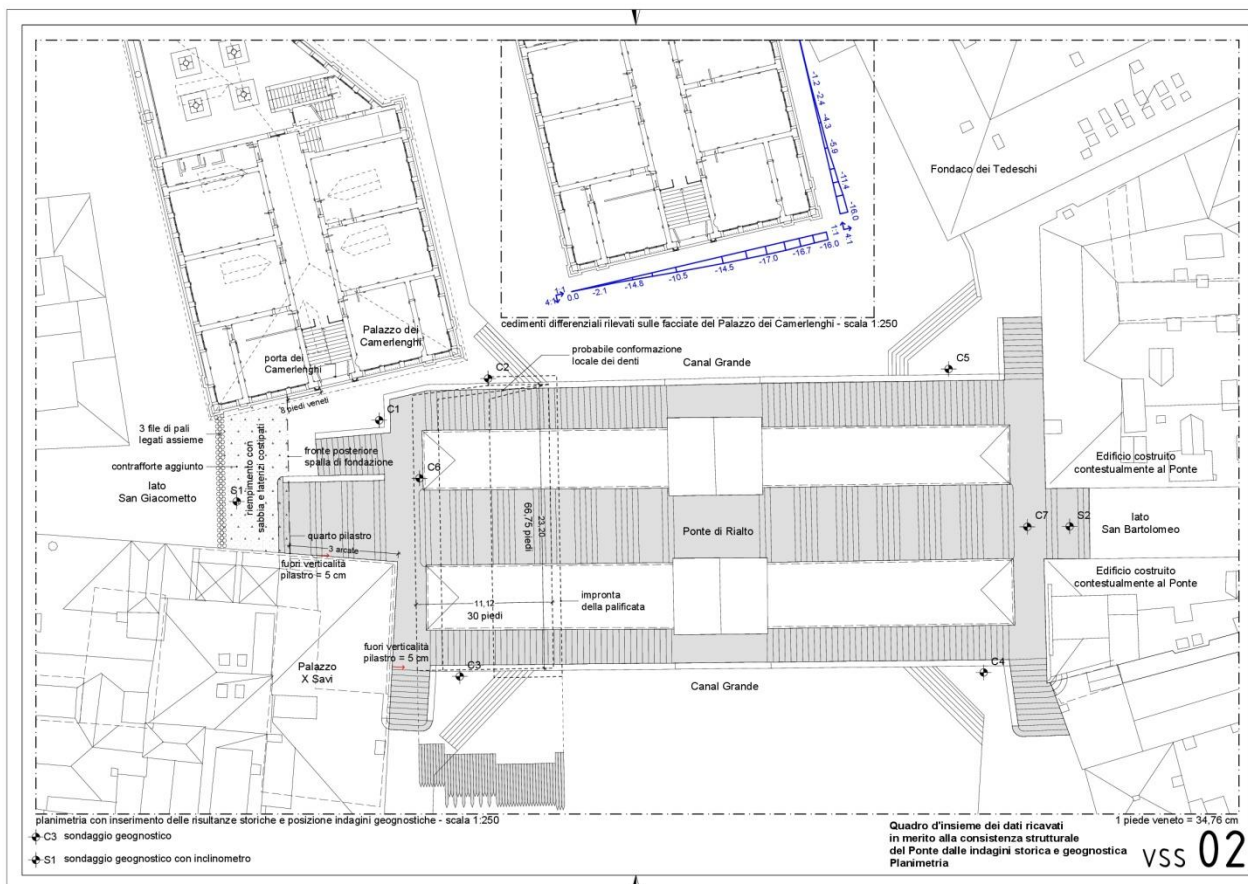 Fondaco dei Tedeschi
-1.2
-2.4
-4.3
-5.9
-11.4
-16.0
1:1
4:1
1:1
4:1
0.0
-2.1
-14.8
-10.5
-14.5
-17.0
-16.7
-16.0
cedimenti differenziali rilevati sulle facciate del Palazzo dei Camerlenghi - scala 1:250
Palazzo dei
Camerlenghi
porta dei
Camerlenghi
8 piedi veneti
probabile conformazione
locale dei denti
Canal Grande
C2
C5
C1
3 file di pali
legati assieme
contrafforte aggiunto
lato
San Giacometto
S1
riempimento con
sabbia e laterizi costipati
fronte posteriore
spalla di fondazione
C6
quarto pilastro
3 arcate
fuori verticalità
pilastro = 5 cm
23,20
66,75 piedi
Ponte di Rialto
C7
S2
Edificio costruito
contestualmente al Ponte
lato
San Bartolomeo
Edificio costruito
contestualmente al Ponte
11,17
30 piedi
impronta
della palificata
fuori verticalità
pilastro = 5 cm
Palazzo
X Savi
C3
C4
Canal Grande
planimetria con inserimento delle risultanze storiche e posizione indagini geognostiche - scala 1:250
1 piede veneto = 34,76 cm
C3 sondaggio geognostico
S1 sondaggio geognostico con inclinometro
Quadro d'insieme dei dati ricavati
in merito alla consistenza strutturale
del Ponte dalle indagini storica e geognostica
Planimetria
VSS 02